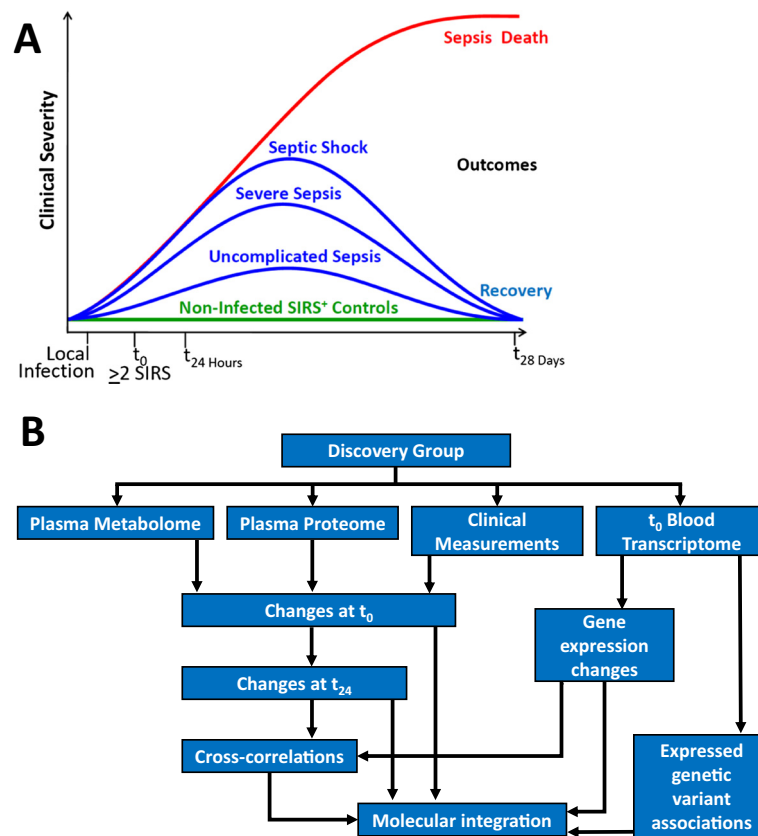 A
Clinical Severity
Sepsis Death
Septic Shock
Outcomes
Severe Sepsis
Uncomplicated Sepsis
Recovery
Non-Infected SIRS+ Controls
Local
Infection
t0
≥2 SIRS
t24 Hours
t28 Days
B
Discovery Group
Plasma Metabolome
Plasma Proteome
Clinical
Measurements
t0 Blood
Transcriptome
Changes at t0
Gene
expression
changes
Changes at t24
Cross-correlations
Expressed
genetic
variant
associations
Molecular integration